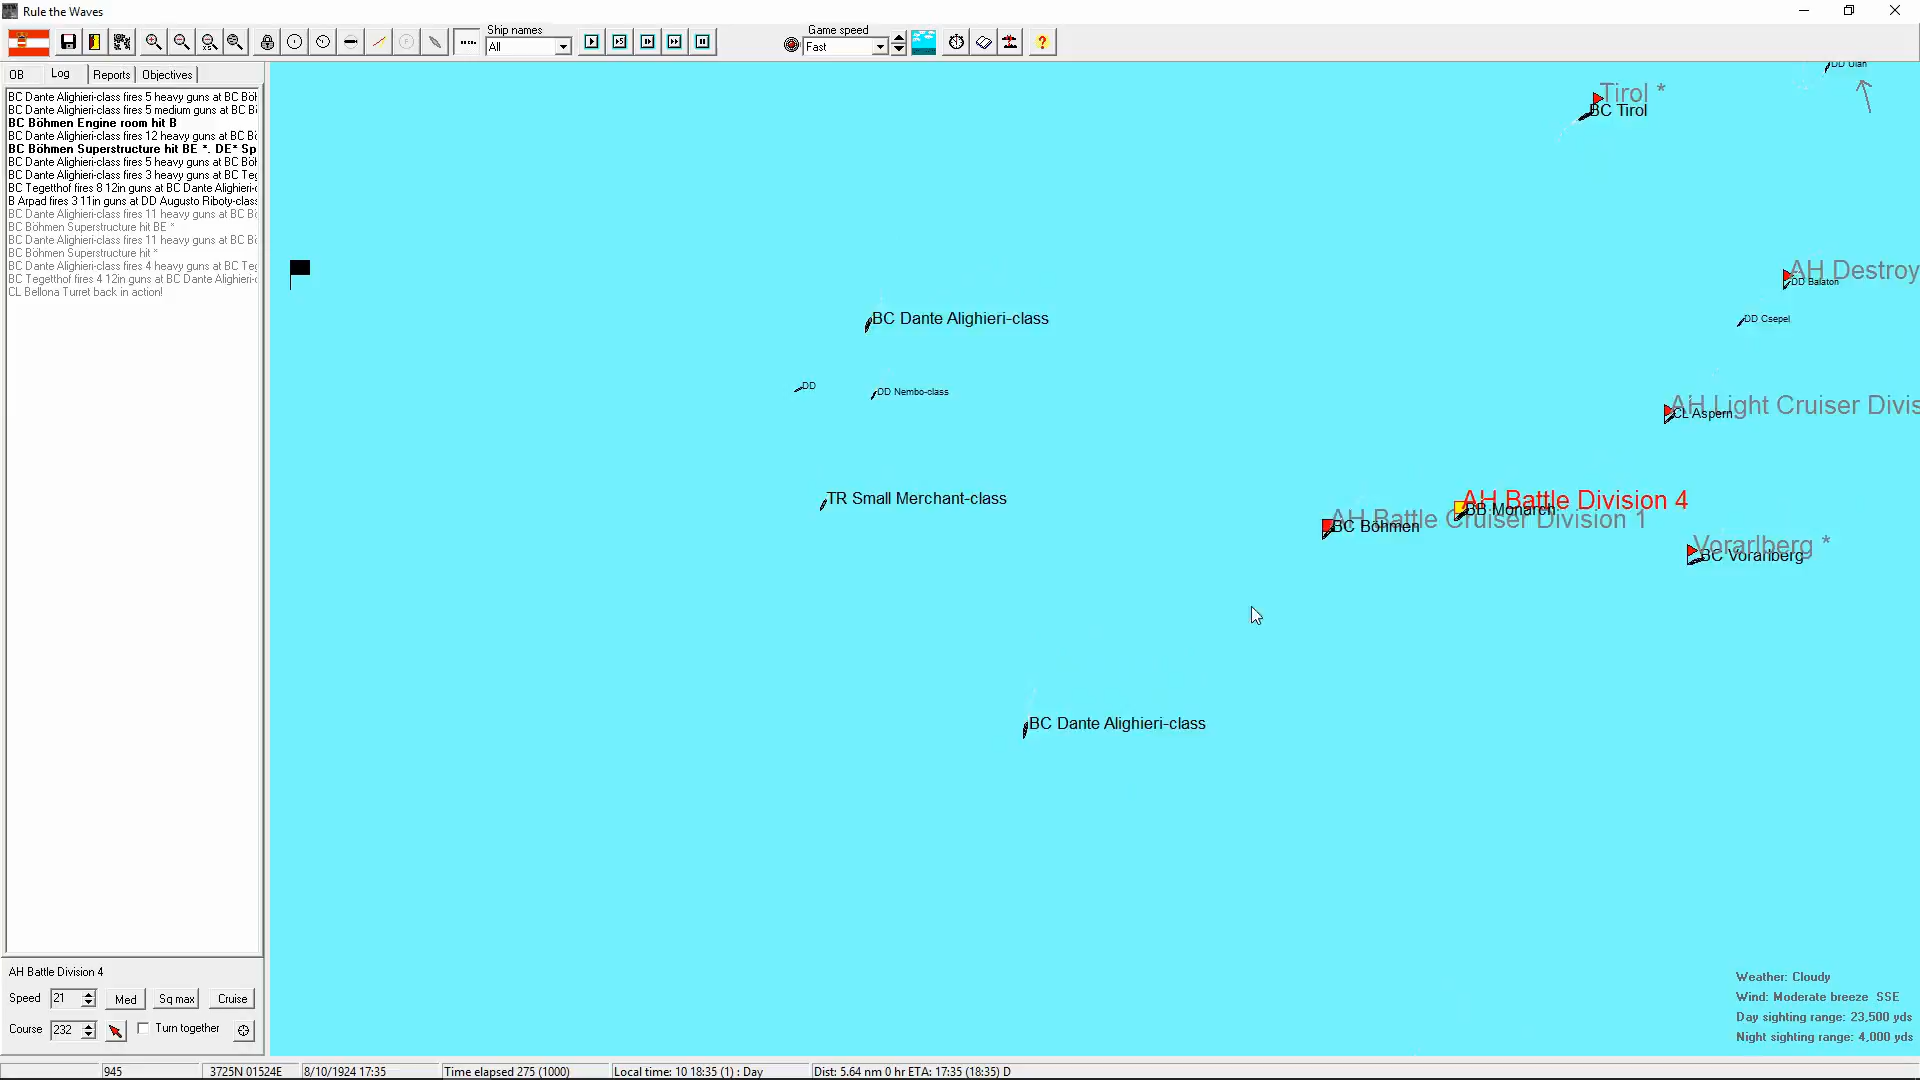 Rule the Waves
Ship names
All
Game speed
Fast
?
OB
Log
Reports
Objectives
BC Dante Alighieri-class fires 5 heavy guns at BC Böh
BC Dante Alighieri-class fires 5 medium guns at BC B
BC Böhmen Engine room hit B
BC Dante Alighieri-class fires 12 heavy guns at BC B
BC Böhmen Superstructure hit BE *. DE* Sp
BC Dante Alighieri-class fires 5 heavy guns at BC Böh
BC Dante Alighieri-class fires 3 heavy guns at BC Teg
BC Tegetthof fires 8 12in guns at BC Dante Alighieri-
B Arpad fires 3 11in guns at DD Augusto Riboty-class
BC Dante Alighieri-class fires 11 heavy guns at BC B
BC Böhmen Superstructure hit BE *
BC Dante Alighieri-class fires 11 heavy guns at BC B
BC Böhmen Superstructure hit *
BC Dante Alighieri-class fires 4 heavy guns at BC Teg
BC Tegetthof fires 4 12in guns at BC Dante Alighieri-
CL Bellona Turret back in action!
DD Ulan
Tirol *
BC Tirol
AH Destroy
DD Balaton
BC Dante Alighieri-class
DD Csepel
DD
DD Nembo-class
AH Light Cruiser Divis
CL Aspern
TR Small Merchant-class
AH Battle Division 4
BB Monarch
AH Battle Cruiser Division 1
BC Böhmen
Vorarlberg *
BC Vorarlberg
BC Dante Alighieri-class
AH Battle Division 4
Speed 21 Med Sq max Cruise
Course 232 Turn together
Weather: Cloudy
Wind: Moderate breeze SSE
Day sighting range: 23,500 yds
Night sighting range: 4,000 yds
945 3725N 01524E 8/10/1924 17:35 Time elapsed 275 (1000) Local time: 10 18:35 (1) : Day Dist: 5.64 nm 0 hr ETA: 17:35 (18:35) D